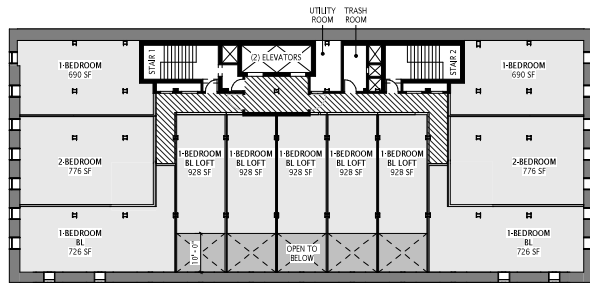 UTILITY
ROOM
TRASH
ROOM
STAIR 1
(2) ELEVATORS
STAIR 2
1-BEDROOM
690 SF
1-BEDROOM
690 SF
2-BEDROOM
776 SF
1-BEDROOM
BL LOFT
928 SF
1-BEDROOM
BL LOFT
928 SF
1-BEDROOM
BL LOFT
928 SF
1-BEDROOM
BL LOFT
928 SF
1-BEDROOM
BL LOFT
928 SF
2-BEDROOM
776 SF
1-BEDROOM
BL
726 SF
10'-0"
OPEN TO
BELOW
1-BEDROOM
BL
726 SF